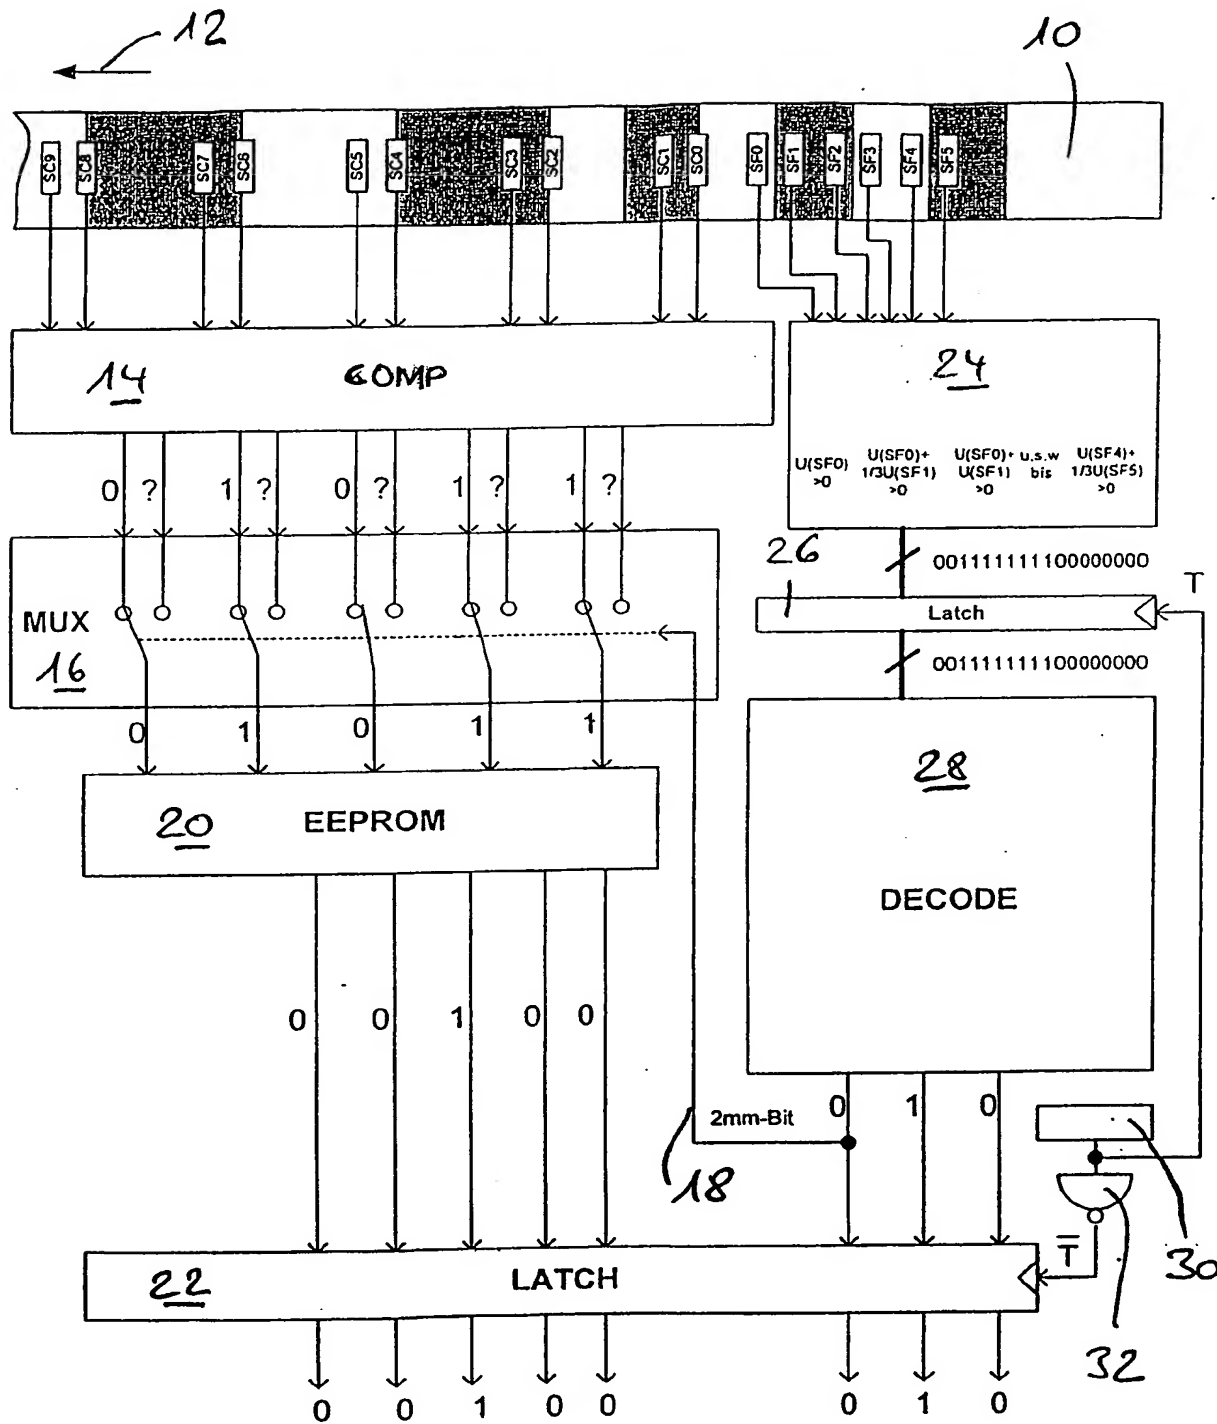 12
10
SC9 SC8 SC7 SC6 SC5 SC4 SC3 SC2 SC1 SC0 SF0 SF1 SF2 SF3 SF4 SF5
14 COMP
24
U(SF0) >0
U(SF0)+ 1/3U(SF1) >0
U(SF0)+ U(SF1) >0
u.s.w bis
U(SF4)+ 1/3U(SF5) >0
0 ? 1 ? 0 ? 1 ? 1 ?
26
0011111111100000000
T
Latch
MUX
16
0011111111100000000
0 1 0 1 1
28
20 EEPROM
DECODE
0 0 1 0 0
2mm-Bit
0 1 0
18
T
30
22 LATCH
32
0 0 1 0 0 0 1 0